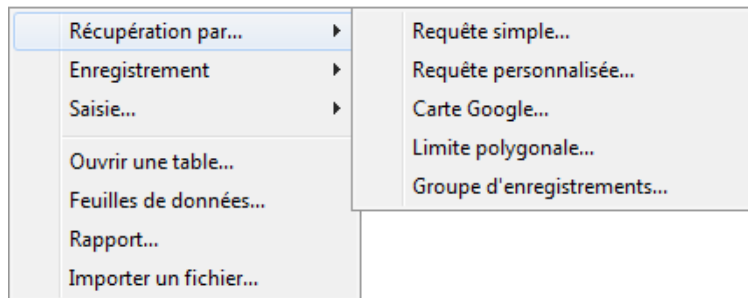 Récupération par...
Enregistrement
Saisie...
Ouvrir une table...
Feuilles de données...
Rapport...
Importer un fichier...
Requête simple...
Requête personnalisée...
Carte Google...
Limite polygonale...
Groupe d'enregistrements...